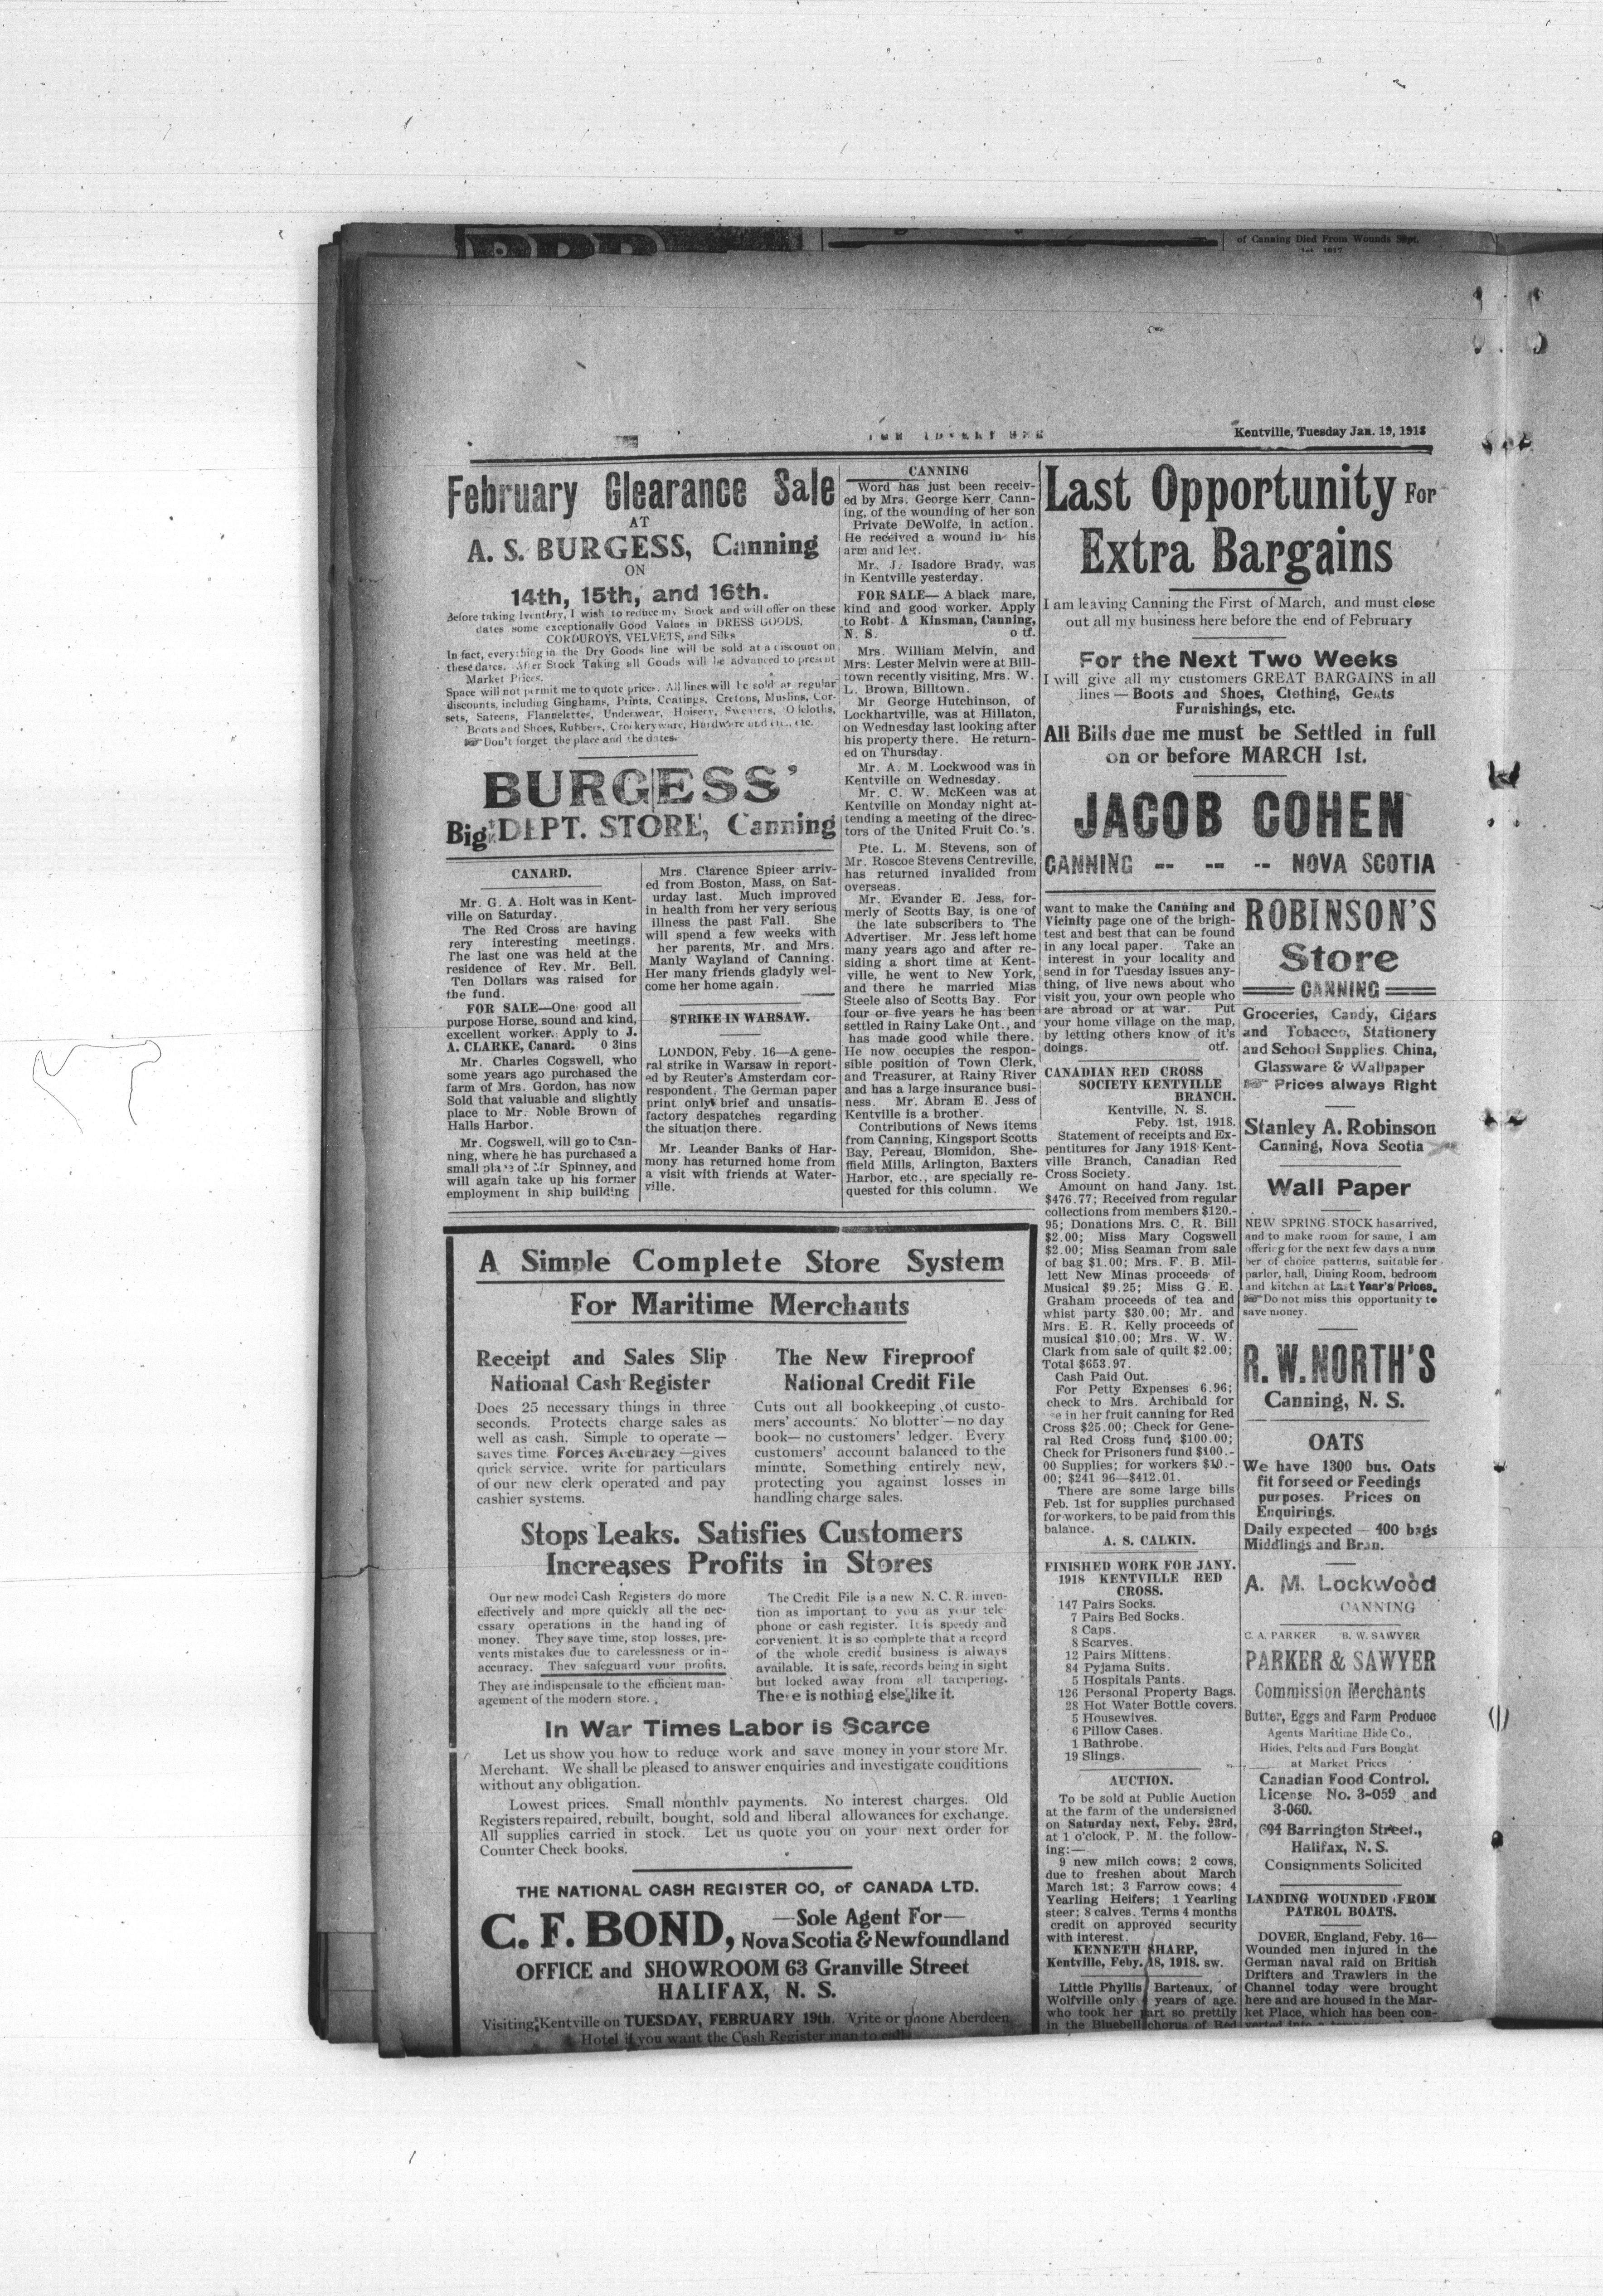 of Canning Died From Wounds Sept.
1st 1917
THE ADVERTISER
Kentville, Tuesday Jan. 19, 1918
February Clearance Sale
AT
A. S. BURGESS, Canning
ON
14th, 15th, and 16th.
Before taking Iventory, I wish to reduce my Stock and will offer on these
dates some exceptionally Good Values in DRESS GOODS,
CORDUROYS, VELVETS, and Silks
In fact, everything in the Dry Goods line will be sold at a discount on
these dates. After Stock Taking all Goods will be advanced to present
Market Prices.
Space will not permit me to quote prices. All lines will be sold at regular
discounts, including Ginghams, Prints, Coatings, Cretons, Muslins, Cor-
sets, Sateens, Flannelettes, Underwear, Hoisery, Sweaters, Oilcloths,
Boots and Shoes, Rubbers, Crockeryware, Hardware and etc., etc.
Don't forget the place and the dates.
BURGESS'
Big DEPT. STORE, Canning
CANARD.
Mr. G. A. Holt was in Kent-
ville on Saturday.
The Red Cross are having
very interesting meetings.
The last one was held at the
residence of Rev. Mr. Bell.
Ten Dollars was raised for
the fund.
FOR SALE—One good all
purpose Horse, sound and kind,
excellent worker. Apply to J.
A. CLARKE, Canard. O 3ins
Mr. Charles Cogswell, who
some years ago purchased the
farm of Mrs. Gordon, has now
Sold that valuable and slightly
place to Mr. Noble Brown of
Halls Harbor.
Mr. Cogswell, will go to Can-
ning, where he has purchased a
small place of Mr Spinney, and
will again take up his former
employment in ship building
Mrs. Clarence Spieer arriv-
ed from Boston, Mass, on Sat-
urday last. Much improved
in health from her very serious
illness the past Fall. She
will spend a few weeks with
her parents, Mr. and Mrs.
Manly Wayland of Canning.
Her many friends gladyly wel-
come her home again.
STRIKE IN WARSAW.
LONDON, Feby. 16—A gene-
ral strike in Warsaw in report-
ed by Reuter's Amsterdam cor-
respondent. The German paper
print only brief and unsatis-
factory despatches regarding
the situation there.
Mr. Leander Banks of Har-
mony has returned home from
a visit with friends at Water-
ville.
CANNING
Word has just been receiv-
ed by Mrs. George Kerr, Cann-
ing, of the wounding of her son
Private DeWolfe, in action.
He received a wound in his
arm and leg.
Mr. J. Isadore Brady, was
in Kentville yesterday.
FOR SALE— A black mare,
kind and good worker. Apply
to Robt. A Kinsman, Canning,
N. S. o tf.
Mrs. William Melvin, and
Mrs. Lester Melvin were at Bill-
town recently visiting, Mrs. W.
L. Brown, Billtown.
Mr George Hutchinson, of
Lockhartville, was at Hillaton,
on Wednesday last looking after
his property there. He return-
ed on Thursday.
Mr. A. M. Lockwood was in
Kentville on Wednesday.
Mr. C. W. McKeen was at
Kentville on Monday night at-
tending a meeting of the direc-
tors of the United Fruit Co.'s.
Pte. L. M. Stevens, son of
Mr. Roscoe Stevens Centreville,
has returned invalided from
overseas.
Mr. Evander E. Jess, for-
merly of Scotts Bay, is one of
the late subscribers to The
Advertiser. Mr. Jess left home
many years ago and after re-
siding a short time at Kent-
ville, he went to New York,
and there he married Miss
Steele also of Scotts Bay. For
four or five years he has been
settled in Rainy Lake Ont., and
has made good while there.
He now occupies the respon-
sible position of Town Clerk,
and Treasurer, at Rainy River
and has a large insurance busi-
ness. Mr. Abram E. Jess of
Kentville is a brother.
Contributions of News items
from Canning, Kingsport Scotts
Bay, Pereau, Blomidon, She-
ffield Mills, Arlington, Baxters
Harbor, etc., are specially re-
quested for this column. We
Last Opportunity For
Extra Bargains
I am leaving Canning the First of March, and must close
out all my business here before the end of February
For the Next Two Weeks
I will give all my customers GREAT BARGAINS in all
lines — Boots and Shoes, Clothing, Gents
Furnishings, etc.
All Bills due me must be Settled in full
on or before MARCH 1st.
JACOB COHEN
CANNING -- -- -- NOVA SCOTIA
want to make the Canning and
Vicinity page one of the brigh-
test and best that can be found
in any local paper. Take an
interest in your locality and
send in for Tuesday issues any-
thing, of live news about who
visit you, your own people who
are abroad or at war. Put
your home village on the map,
by letting others know of it's
doings. otf.
CANADIAN RED CROSS
SOCIETY KENTVILLE
BRANCH.
Kentville, N. S.
Feby. 1st, 1918.
Statement of receipts and Ex-
pentitures for Jany 1918 Kent-
ville Branch, Canadian Red
Cross Society.
Amount on hand Jany. 1st.
$476.77; Received from regular
collections from members $120.-
95; Donations Mrs. C. R. Bill
$2.00; Miss Mary Cogswell
$2.00; Miss Seaman from sale
of bag $1.00; Mrs. F. B. Mil-
lett New Minas proceeds of
Musical $9.25; Miss G. E.
Graham proceeds of tea and
whist party $30.00; Mr. and
Mrs. E. R. Kelly proceeds of
musical $10.00; Mrs. W. W.
Clark from sale of quilt $2.00;
Total $653.97.
Cash Paid Out.
For Petty Expenses 6.96;
check to Mrs. Archibald for
in her fruit canning for Red
Cross $25.00; Check for Gene-
ral Red Cross fund $100.00;
Check for Prisoners fund $100.-
00 Supplies; for workers $10.-
00; $241 96—$412.01.
There are some large bills
Feb. 1st for supplies purchased
for workers, to be paid from this
balance.
A. S. CALKIN.
FINISHED WORK FOR JANY.
1918 KENTVILLE RED
CROSS.
147 Pairs Socks.
7 Pairs Bed Socks.
8 Caps.
8 Scarves.
12 Pairs Mittens.
84 Pyjama Suits.
5 Hospitals Pants.
126 Personal Property Bags.
28 Hot Water Bottle covers.
5 Housewives.
6 Pillow Cases.
1 Bathrobe.
19 Slings.
AUCTION.
To be sold at Public Auction
at the farm of the undersigned
on Saturday next, Feby. 23rd,
at 1 o'clock, P. M. the follow-
ing:—
9 new milch cows; 2 cows,
due to freshen about March
March 1st; 3 Farrow cows; 4
Yearling Heifers; 1 Yearling
steer; 8 calves. Terms 4 months
credit on approved security
with interest.
KENNETH SHARP,
Kentville, Feby. 18, 1918. sw.
Little Phyllis Barteaux, of
Wolfville only years of age.
who took her part so prettily
in the Bluebell chorus of Red
ROBINSON'S
Store
CANNING
Groceries, Candy, Cigars
and Tobacco, Stationery
and School Supplies. China,
Glassware & Wallpaper
Prices always Right
Stanley A. Robinson
Canning, Nova Scotia
Wall Paper
NEW SPRING STOCK has arrived,
and to make room for same, I am
offering for the next few days a num
ber of choice patterns, suitable for
parlor, hall, Dining Room, bedroom
and kitchen at Last Year's Prices.
Do not miss this opportunity to
save money.
R. W. NORTH'S
Canning, N. S.
OATS
We have 1300 bus. Oats
fit for seed or Feedings
purposes. Prices on
Enquirings.
Daily expected — 400 bags
Middlings and Bran.
A. M. Lockwood
CANNING
C. A. PARKER B. W. SAWYER
PARKER & SAWYER
Commission Merchants
Butter, Eggs and Farm Produce
Agents Maritime Hide Co.,
Hides, Pelts and Furs Bought
at Market Prices
Canadian Food Control.
License No. 3-059 and
3-060.
694 Barrington Street.,
Halifax, N. S.
Consignments Solicited
LANDING WOUNDED FROM
PATROL BOATS.
DOVER, England, Feby. 16—
Wounded men injured in the
German naval raid on British
Drifters and Trawlers in the
Channel today were brought
here and are housed in the Mar-
ket Place, which has been con-
verted into a
A Simple Complete Store System
For Maritime Merchants
Receipt and Sales Slip
National Cash Register
Does 25 necessary things in three
seconds. Protects charge sales as
well as cash. Simple to operate —
saves time. Forces Accuracy —gives
quick service. write for particulars
of our new clerk operated and pay
cashier systems.
The New Fireproof
National Credit File
Cuts out all bookkeeping of custo-
mers' accounts. No blotter — no day
book— no customers' ledger. Every
customers' account balanced to the
minute. Something entirely new,
protecting you against losses in
handling charge sales.
Stops Leaks. Satisfies Customers
Increases Profits in Stores
Our new model Cash Registers do more
effectively and more quickly all the nec-
essary operations in the handling of
money. They save time, stop losses, pre-
vents mistakes due to carelessness or in-
accuracy. They safeguard your profits.
They are indispensale to the efficient man-
agement of the modern store.
The Credit File is a new N. C. R. inven-
tion as important to you as your tele-
phone or cash register. It is speedy and
convenient. It is so complete that a record
of the whole credit business is always
available. It is safe, records being in sight
but locked away from all tampering.
There is nothing else like it.
In War Times Labor is Scarce
Let us show you how to reduce work and save money in your store Mr.
Merchant. We shall be pleased to answer enquiries and investigate conditions
without any obligation.
Lowest prices. Small monthly payments. No interest charges. Old
Registers repaired, rebuilt, bought, sold and liberal allowances for exchange.
All supplies carried in stock. Let us quote you on your next order for
Counter Check books.
THE NATIONAL CASH REGISTER CO, of CANADA LTD.
C. F. BOND, —Sole Agent For—
Nova Scotia & Newfoundland
OFFICE and SHOWROOM 63 Granville Street
HALIFAX, N. S.
Visiting Kentville on TUESDAY, FEBRUARY 19th. Write or phone Aberdeen
Hotel if you want the Cash Register man to call